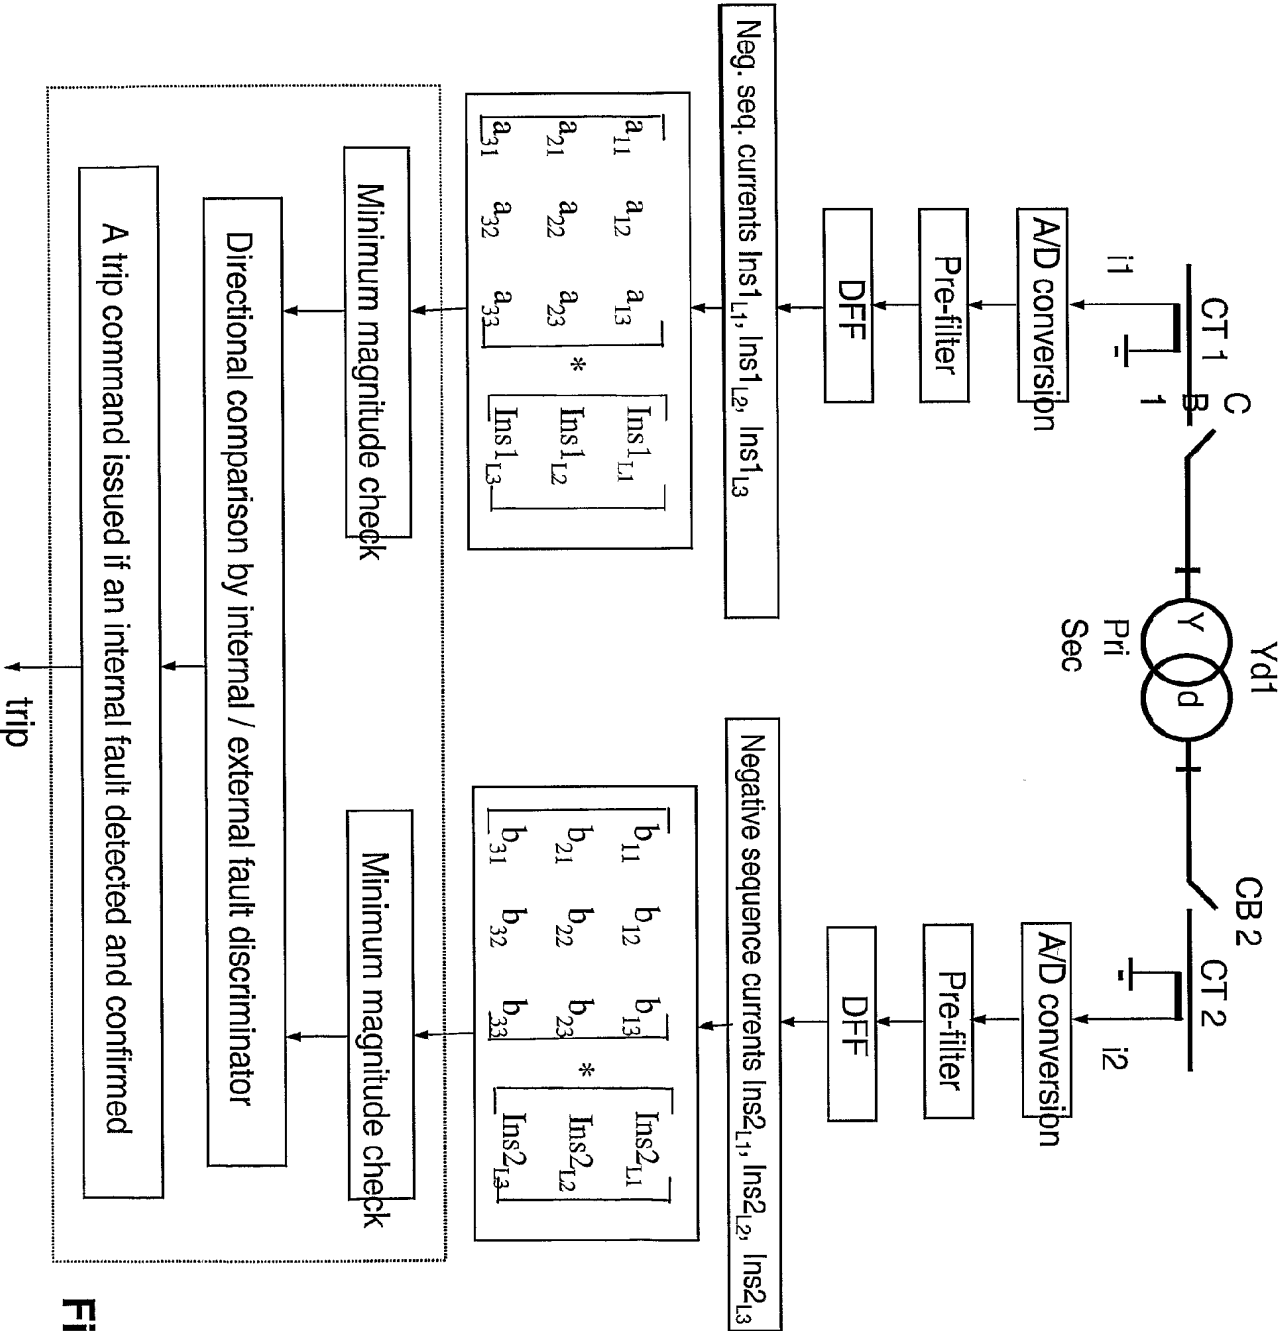 Yd1
C
B
1
CB 2
CT 1
CT 2
Y
d
Pri
Sec
i1
i2
A/D conversion
A/D conversion
Pre-filter
Pre-filter
DFF
DFF
Neg. seq. currents Ins1L1, Ins1L2, Ins1L3
Negative sequence currents Ins2L1, Ins2L2, Ins2L3
a11 a12 a13 Ins1L1
a21 a22 a23 * Ins1L2
a31 a32 a33 Ins1L3
b11 b12 b13 Ins2L1
b21 b22 b23 * Ins2L2
b31 b32 b33 Ins2L3
Minimum magnitude check
Minimum magnitude check
Directional comparison by internal / external fault discriminator
A trip command issued if an internal fault detected and confirmed
trip
Fi